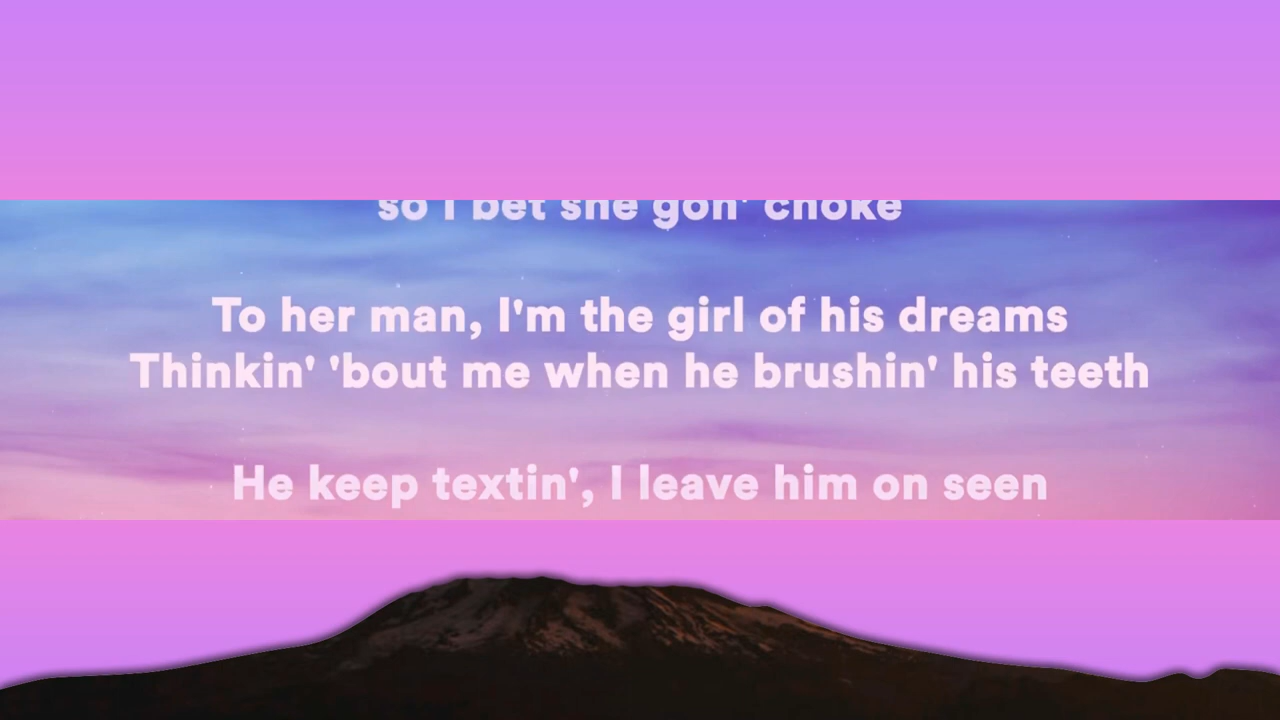 so I bet she gon' choke
To her man, I'm the girl of his dreams
Thinkin' 'bout me when he brushin' his teeth
He keep textin', I leave him on seen